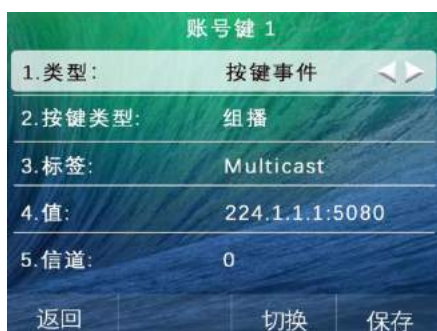 账号键 1
1.类型: 按键事件
2.按键类型: 组播
3.标签: Multicast
4.值: 224.1.1.1:5080
5.信道: 0
返回 切换 保存